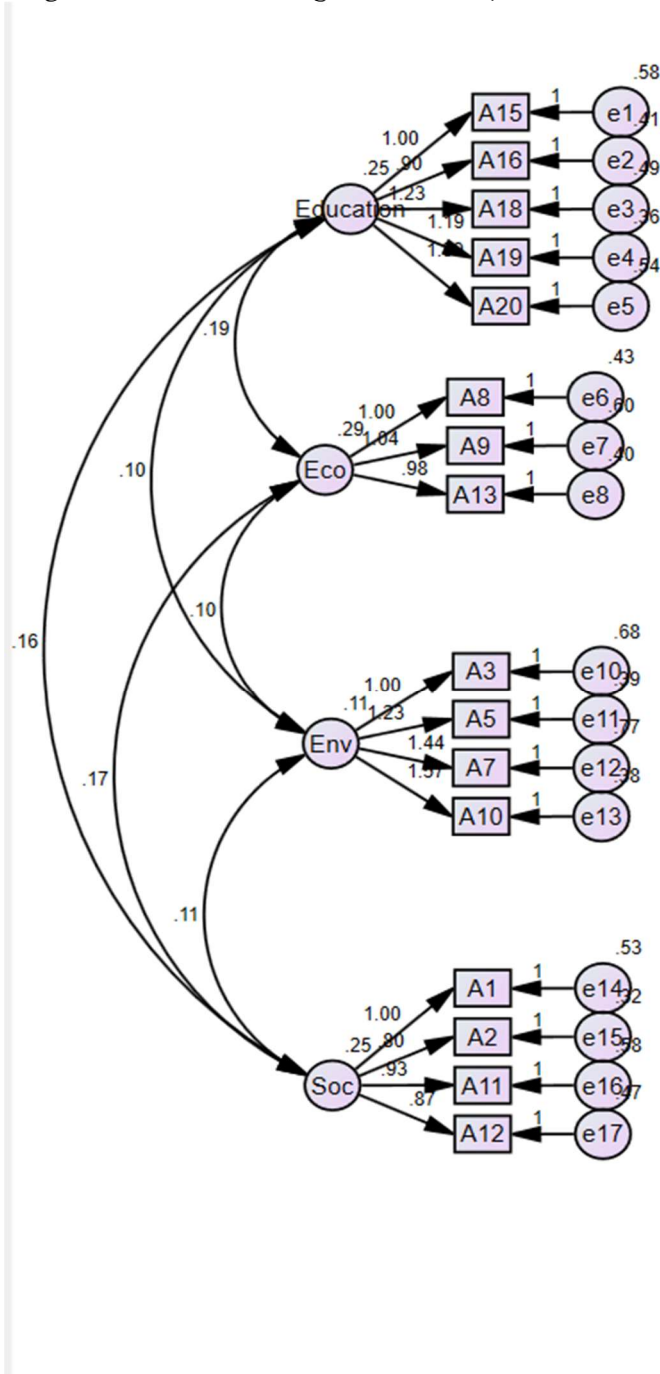 .58
1
A15
e1
.41
1.00
1
A16
e2
.25
.90
.49
1.23
1
Education
A18
e3
.36
1.19
1
A19
e4
.54
1
A20
e5
.19
.43
1
A8
e6
1.00
.60
.29
1.04
1
A9
e7
.40
Eco
.98
1
A13
e8
.10
.10
.16
.68
1
A3
e10
1.00
.39
.11
1.23
1
A5
e11
.77
Env
1.44
1
A7
e12
.38
1
A10
e13
.17
.11
.53
1
A1
e14
1.00
.32
1
A2
e15
.25
.80
.58
.93
1
Soc
A11
e16
.47
.87
1
A12
e17